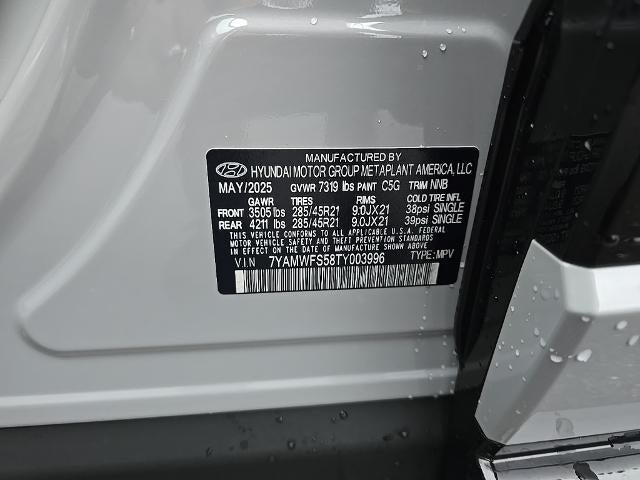 MANUFACTURED BY
HYUNDAI MOTOR GROUP METAPLANT AMERICA, LLC
MAY/2025 GVWR 7319 lbs PAINT C5G TRIM NNB
GAWR TIRES RIMS COLD TIRE INFL
FRONT 3505 lbs 285/45R21 9.0JX21 38psi SINGLE
REAR 4211 lbs 285/45R21 9.0JX21 39psi SINGLE
THIS VEHICLE CONFORMS TO ALL APPLICABLE U.S. FEDERAL
MOTOR VEHICLE SAFETY AND THEFT PREVENTION STANDARDS
IN EFFECT ON THE DATE OF MANUFACTURE SHOWN ABOVE.
V.I.N 7YAMWFS58TY003996 TYPE: MPV